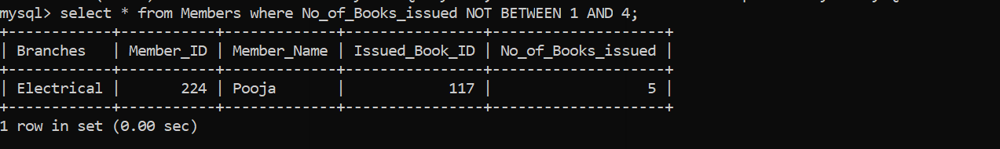 mysql> select * from Members where No_of_Books_issued NOT BETWEEN 1 AND 4;
+------------+-----------+-------------+----------------+--------------------+
| Branches   | Member_ID | Member_Name | Issued_Book_ID | No_of_Books_issued |
+------------+-----------+-------------+----------------+--------------------+
| Electrical |       224 | Pooja       |            117 |                  5 |
+------------+-----------+-------------+----------------+--------------------+
1 row in set (0.00 sec)